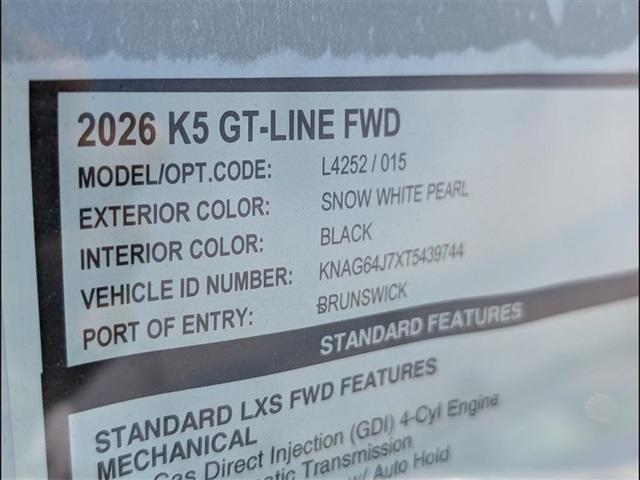 2026 K5 GT-LINE FWD
MODEL/OPT.CODE: L4252 / 015
EXTERIOR COLOR: SNOW WHITE PEARL
INTERIOR COLOR: BLACK
VEHICLE ID NUMBER: KNAG64J7XT5439744
PORT OF ENTRY: BRUNSWICK
STANDARD FEATURES
STANDARD LXS FWD FEATURES
MECHANICAL
Gas Direct Injection (GDI) 4-Cyl Engine
Transmission
Auto Hold